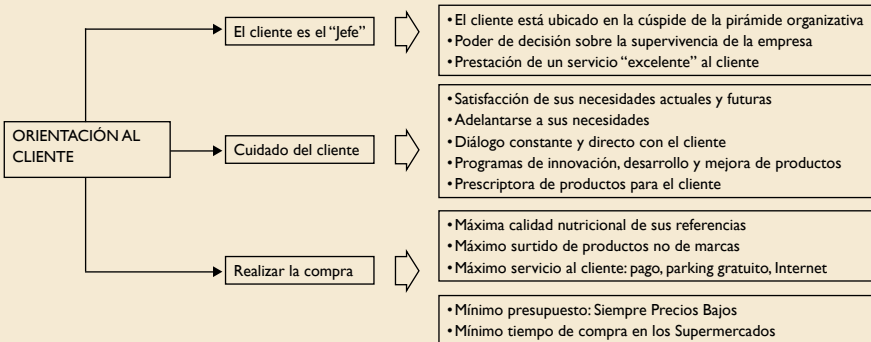 El cliente es el “Jefe”
• El cliente está ubicado en la cúspide de la pirámide organizativa
• Poder de decisión sobre la supervivencia de la empresa
• Prestación de un servicio “excelente” al cliente
ORIENTACIÓN AL
CLIENTE
Cuidado del cliente
• Satisfacción de sus necesidades actuales y futuras
• Adelantarse a sus necesidades
• Diálogo constante y directo con el cliente
• Programas de innovación, desarrollo y mejora de productos
• Prescriptora de productos para el cliente
Realizar la compra
• Máxima calidad nutricional de sus referencias
• Máximo surtido de productos no de marcas
• Máximo servicio al cliente: pago, parking gratuito, Internet
• Mínimo presupuesto: Siempre Precios Bajos
• Mínimo tiempo de compra en los Supermercados